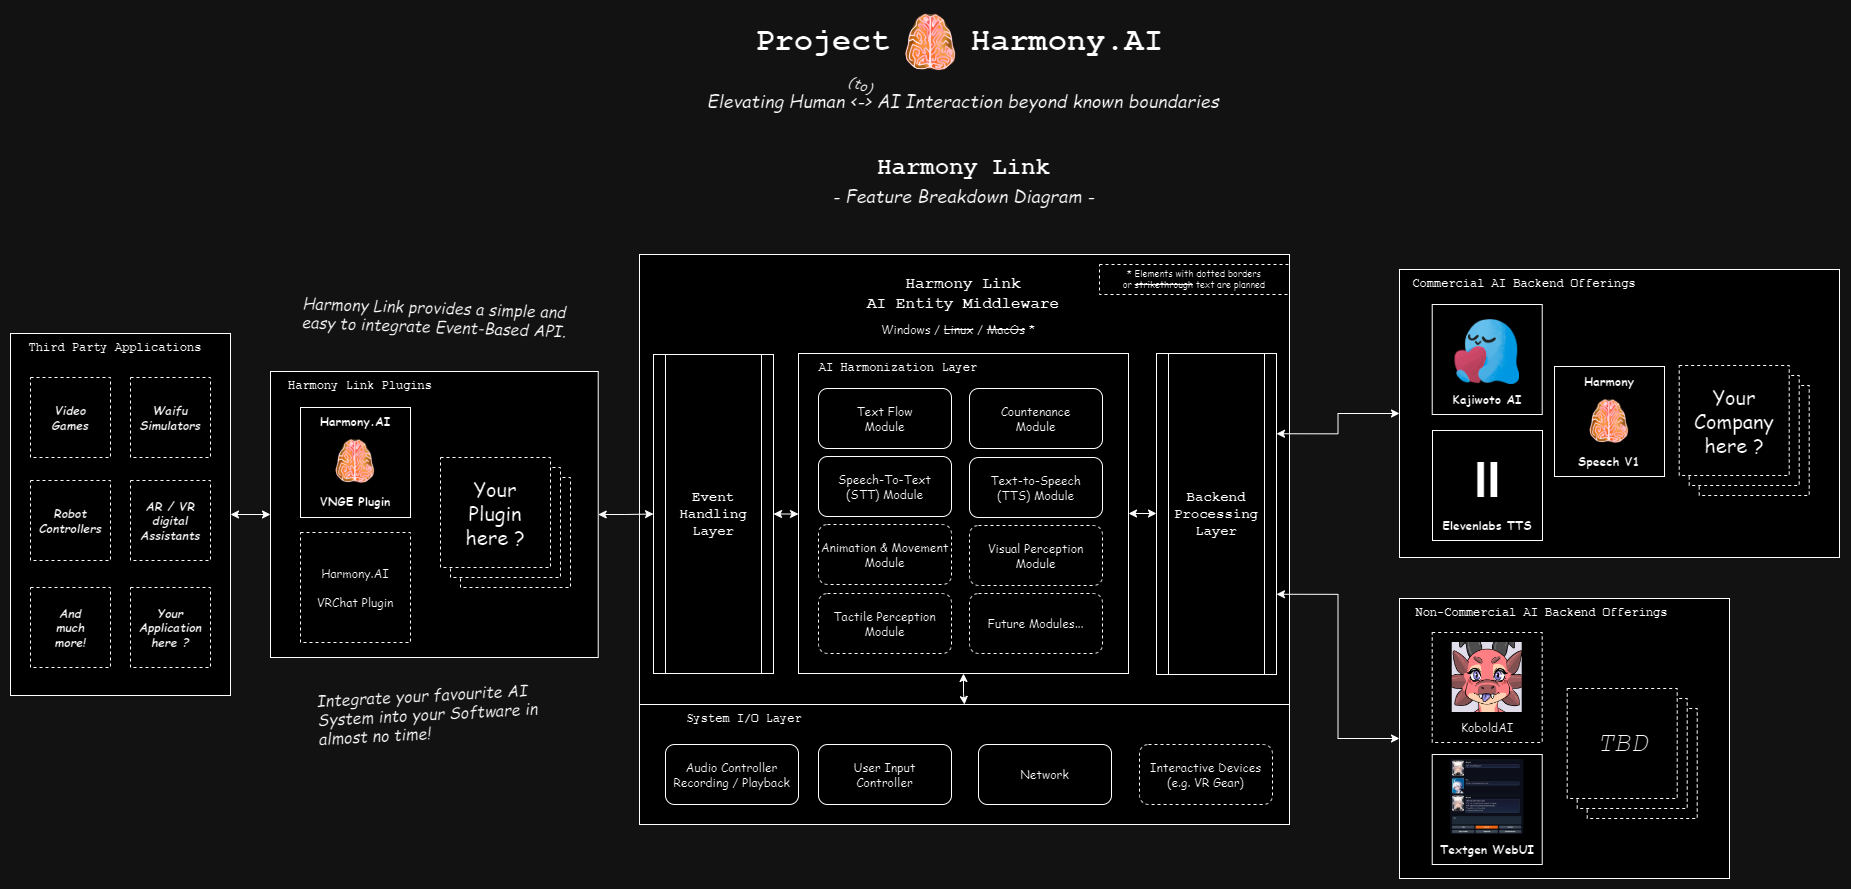 Project Harmony.AI
(to)
Elevating Human <-> AI Interaction beyond known boundaries
Harmony Link
- Feature Breakdown Diagram -
Harmony Link provides a simple and
easy to integrate Event-Based API.
Third Party Applications
Video
Games
Waifu
Simulators
Robot
Controllers
AR / VR
digital
Assistants
And
much
more!
Your
Application
here ?
Harmony Link Plugins
Harmony.AI
VNGE Plugin
Harmony.AI
VRChat Plugin
Your
Plugin
here ?
Integrate your favourite AI
System into your Software in
almost no time!
Harmony Link
AI Entity Middleware
Windows / Linux / MacOs *
* Elements with dotted borders
or strikethrough text are planned
Event
Handling
Layer
AI Harmonization Layer
Text Flow
Module
Countenance
Module
Speech-To-Text
(STT) Module
Text-to-Speech
(TTS) Module
Animation & Movement
Module
Visual Perception
Module
Tactile Perception
Module
Future Modules...
Backend
Processing
Layer
System I/O Layer
Audio Controller
Recording / Playback
User Input
Controller
Network
Interactive Devices
(e.g. VR Gear)
Commercial AI Backend Offerings
Kajiwoto AI
Elevenlabs TTS
Harmony
Speech V1
Your
Company
here ?
Non-Commercial AI Backend Offerings
KoboldAI
Textgen WebUI
TBD